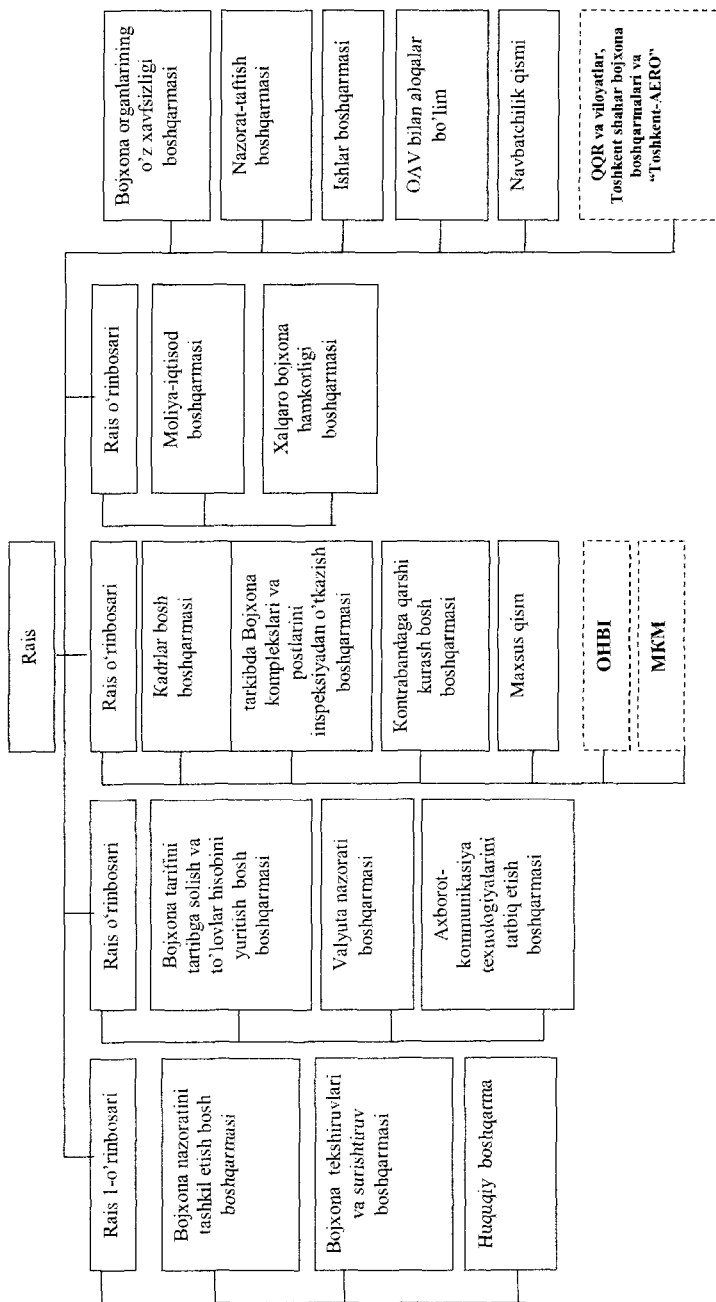 Rais
Rais 1-o'rinbosari
Bojxona nazoratini
tashkil etish bosh
boshqarmasi
Bojxona tekshiruvlari
va surishtiruv
boshqarmasi
Huquqiy boshqarma
Rais o'rinbosari
Bojxona tarifini
tartibga solish va
to'lovlar hisobini
yuritish bosh
boshqarmasi
Valyuta nazorati
boshqarmasi
Axborot-
kommunikasiya
texnologiyalarini
tatbiq etish
boshqarmasi
Rais o'rinbosari
Kadrlar bosh
boshqarmasi
tarkibda Bojxona
komplekslari va
postlarini
inspeksiyadan o'tkazish
boshqarmasi
Kontrabandaga qarshi
kurash bosh
boshqarmasi
Maxsus qism
OHBI
MKM
Rais o'rinbosari
Moliya-iqtisod
boshqarmasi
Xalqaro bojxona
hamkorligi
boshqarmasi
Bojxona organlarining
o'z xavfsizligi
boshqarmasi
Nazorat-taftish
boshqarmasi
Ishlar boshqarmasi
OAV bilan aloqalar
bo'lim
Navbatchilik qismi
QQR va viloyatlar,
Toshkent shahar bojxona
boshqarmalari va
"Toshkent-AERO"